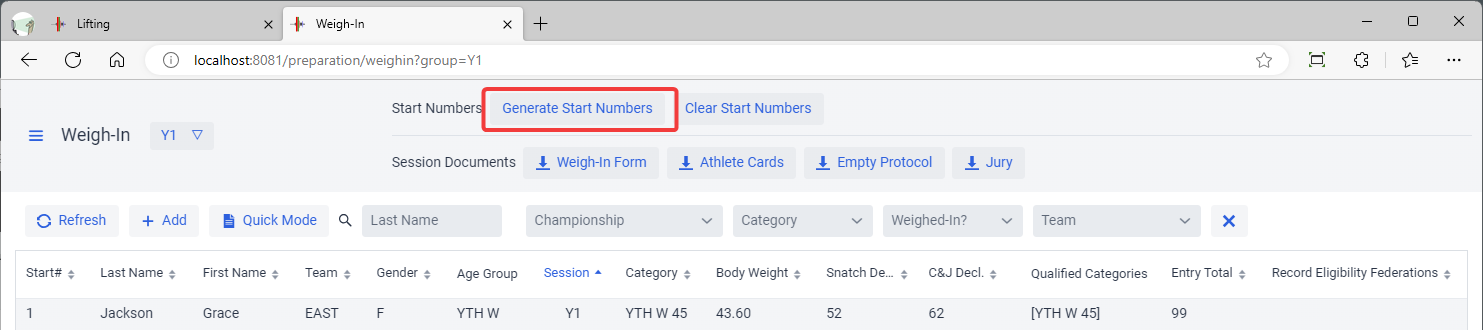 Lifting
Weigh-In
localhost:8081/preparation/weighin?group=Y1
Start Numbers Generate Start Numbers Clear Start Numbers
Weigh-In Y1
Session Documents Weigh-In Form Athlete Cards Empty Protocol Jury
Refresh Add Quick Mode Last Name Championship Category Weighed-In? Team
Start# Last Name First Name Team Gender Age Group Session Category Body Weight Snatch De... C&J Decl. Qualified Categories Entry Total Record Eligibility Federations
1 Jackson Grace EAST F YTH W Y1 YTH W 45 43.60 52 62 [YTH W 45] 99